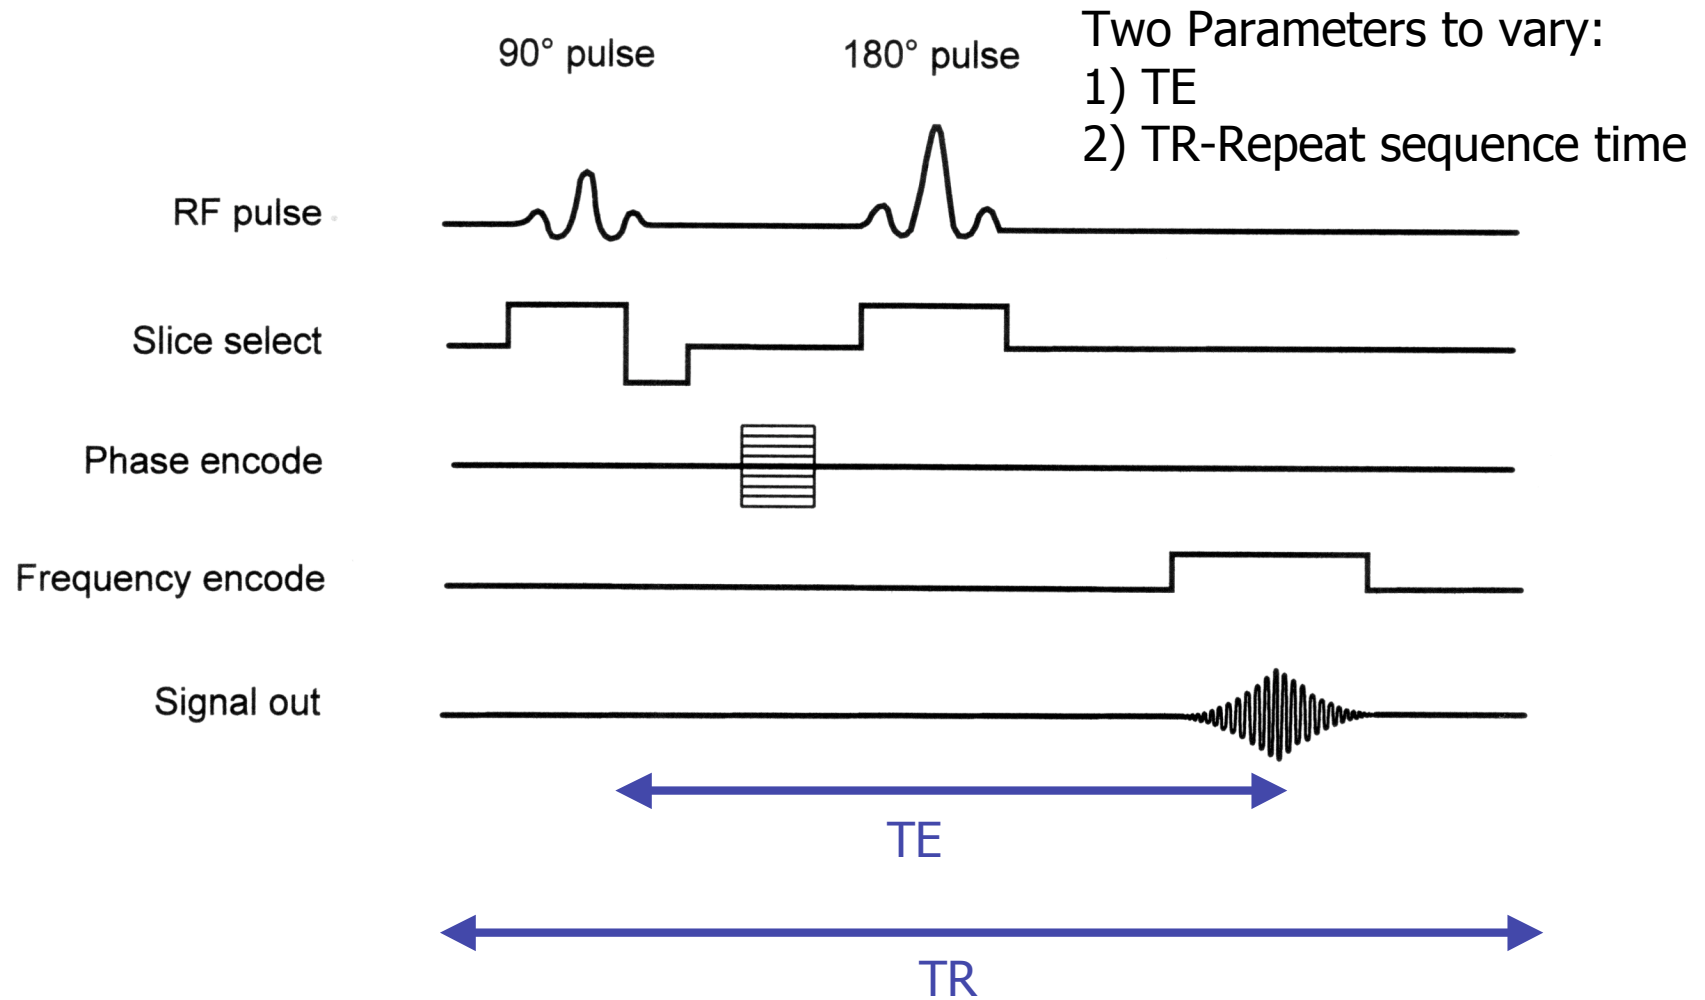 90° pulse
180° pulse
Two Parameters to vary:
1) TE
2) TR-Repeat sequence time
RF pulse
Slice select
Phase encode
Frequency encode
Signal out
TE
TR